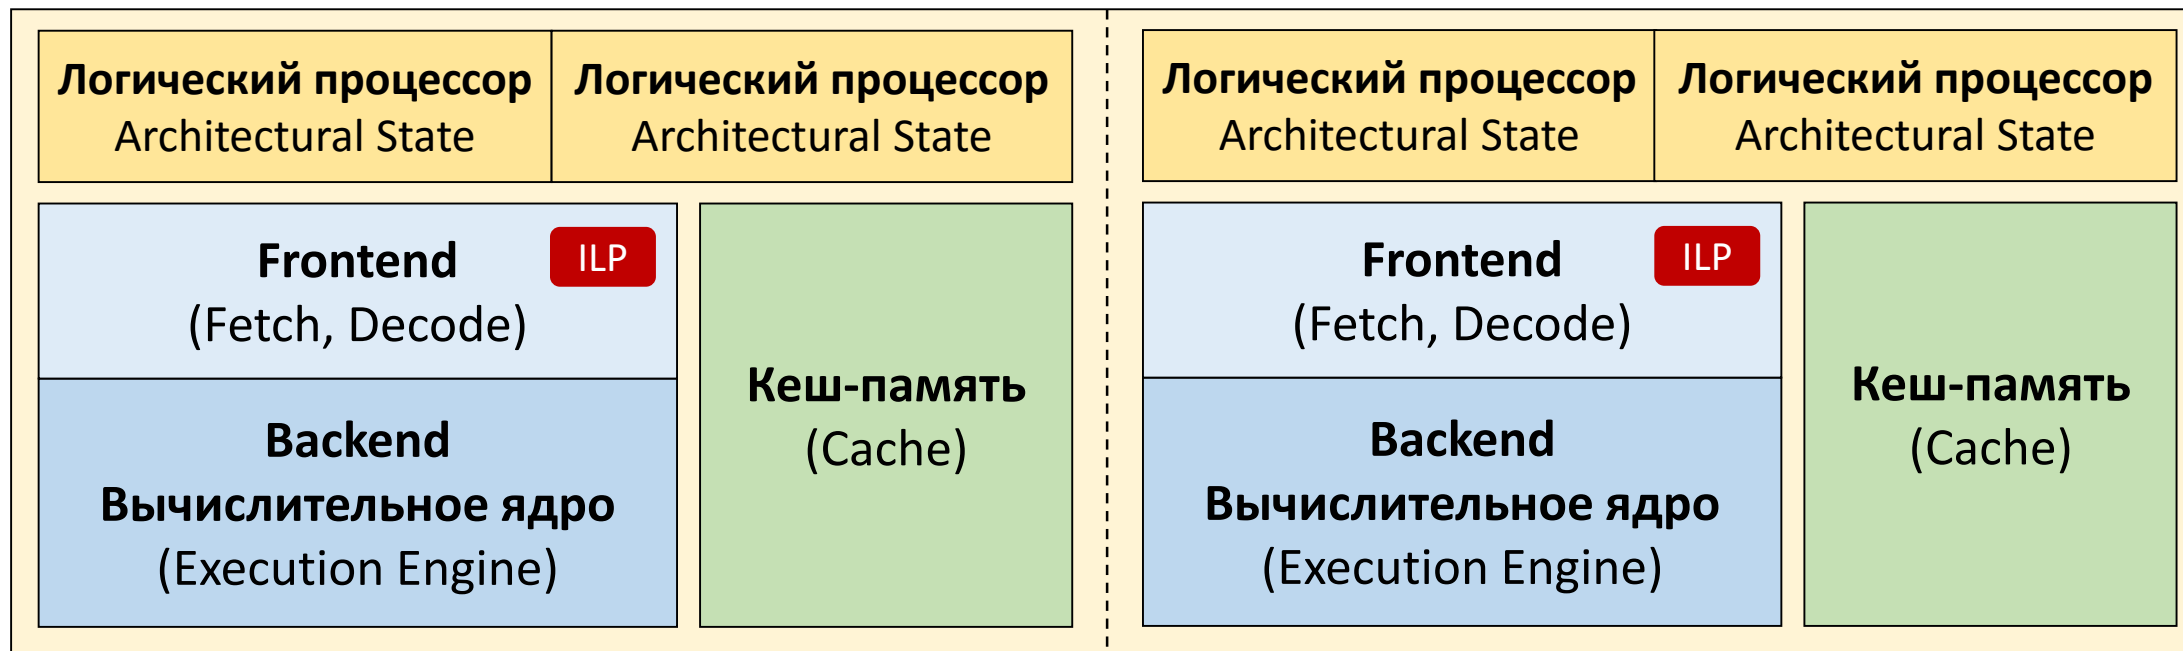 Логический процессор
Architectural State
Логический процессор
Architectural State
Frontend
(Fetch, Decode)
ILP
Backend
Вычислительное ядро
(Execution Engine)
Кеш-память
(Cache)
Логический процессор
Architectural State
Логический процессор
Architectural State
Frontend
(Fetch, Decode)
ILP
Backend
Вычислительное ядро
(Execution Engine)
Кеш-память
(Cache)